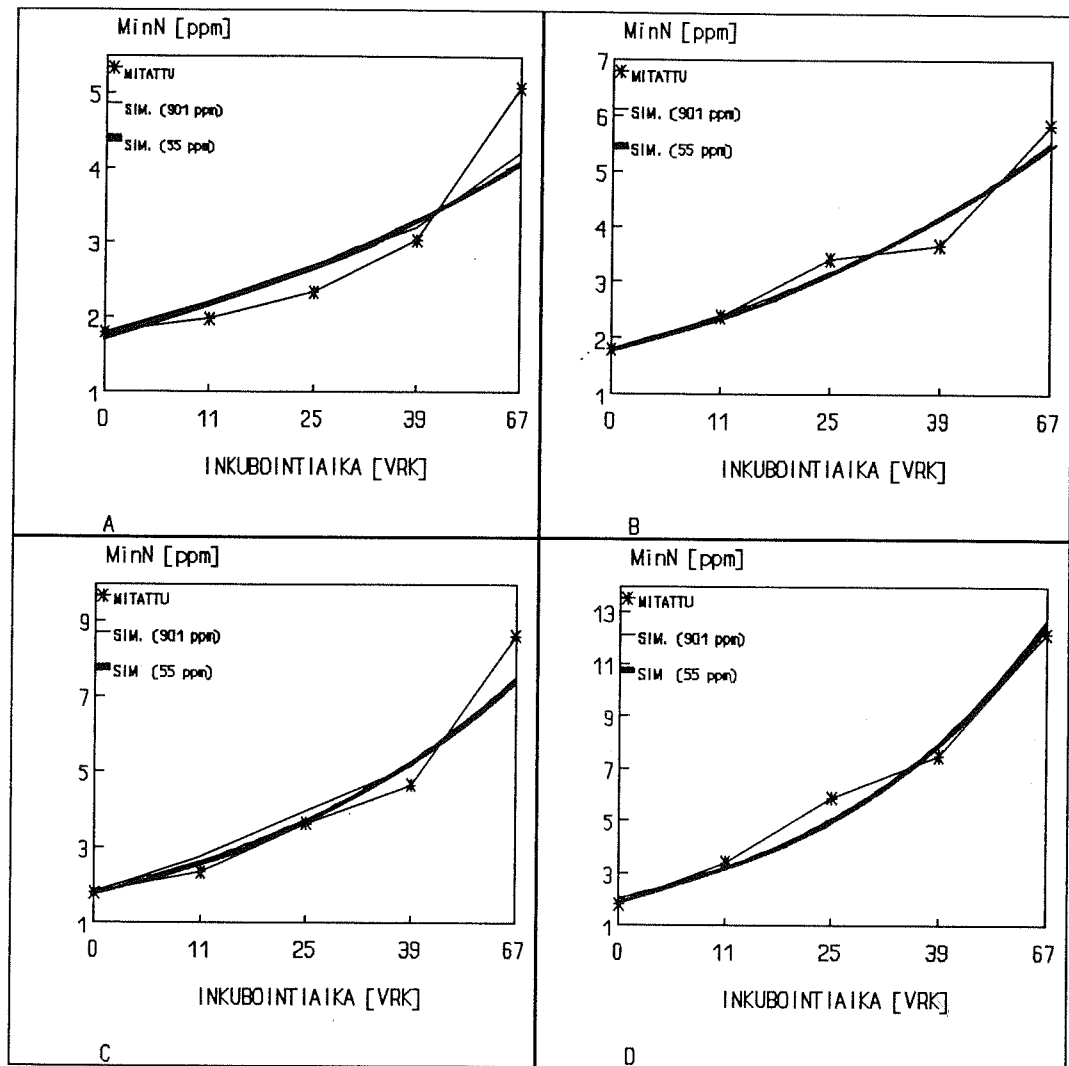 MinN [ppm]
5
4
3
2
1
MITATTU
SIM. (901 ppm)
SIM. (55 ppm)
0 11 25 39 67
INKUBOINTIAIKA [VRK]
A
MinN [ppm]
7
6
5
4
3
2
1
MITATTU
SIM. (901 ppm)
SIM. (55 ppm)
0 11 25 39 67
INKUBOINTIAIKA [VRK]
B
MinN [ppm]
9
7
5
3
1
MITATTU
SIM. (901 ppm)
SIM (55 ppm)
0 11 25 39 67
INKUBOINTIAIKA [VRK]
C
MinN [ppm]
13
11
9
7
5
3
1
MITATTU
SIM. (901 ppm)
SIM (55 ppm)
0 11 25 39 67
INKUBOINTIAIKA [VRK]
D